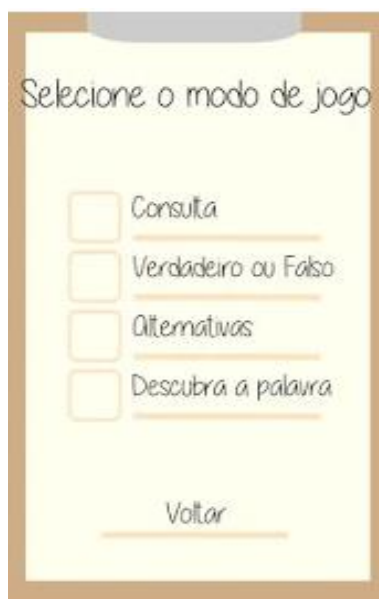 Selecione o modo de jogo
Consulta
Verdadeiro ou Falso
Alternativas
Descubra a palavra
Voltar